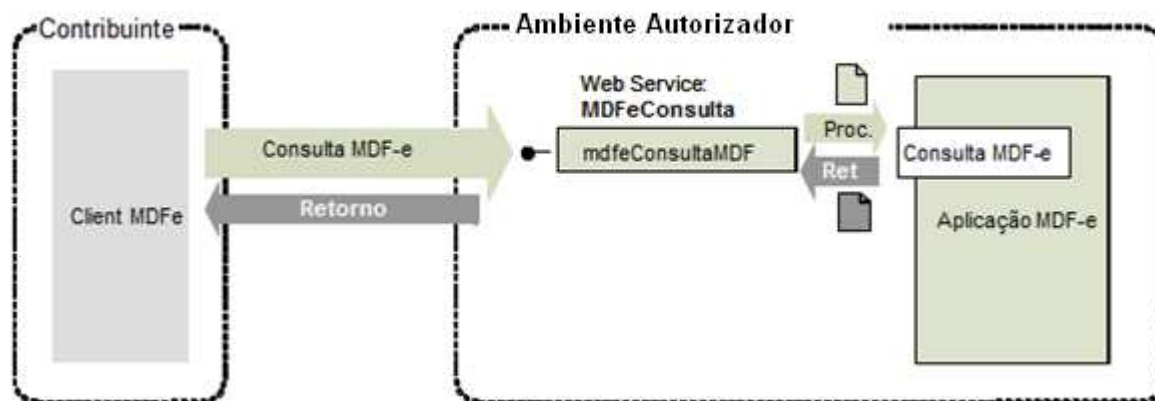 Contribuinte
Ambiente Autorizador
Web Service:
MDFeConsulta
Proc.
Consulta MDF-e
mdfeConsultaMDF
Consulta MDF-e
Ret
Retorno
Client MDFe
Aplicação MDF-e